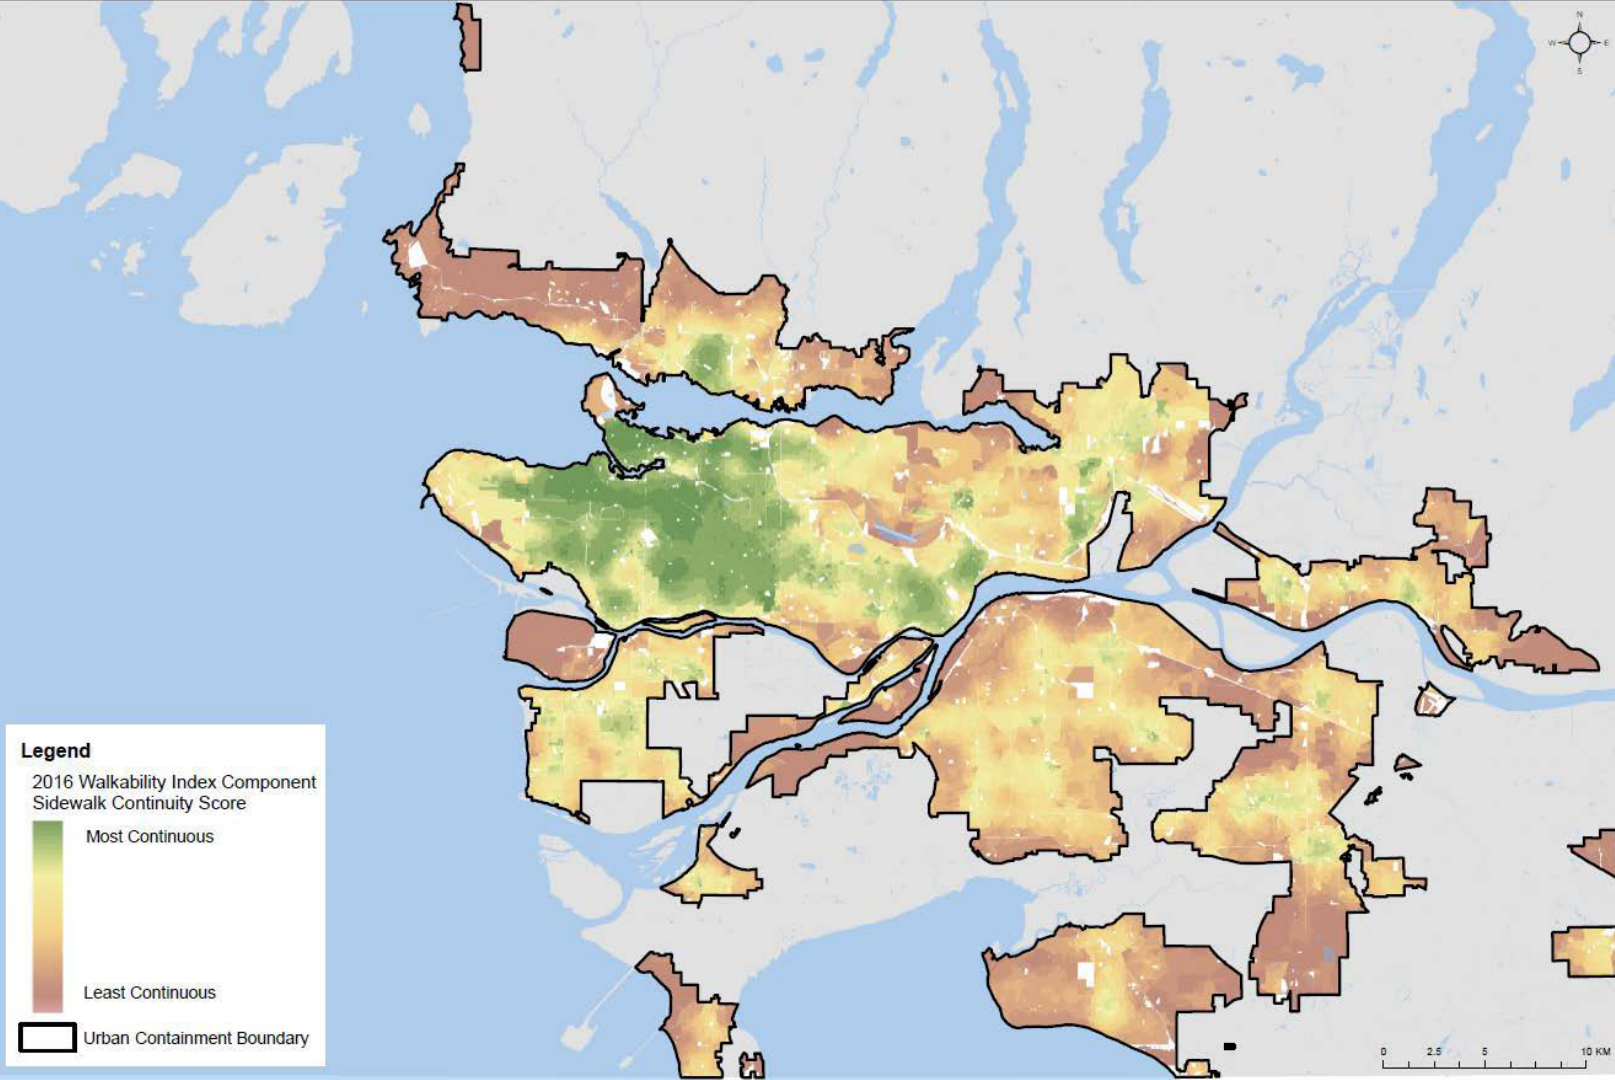 N
W E
S
Legend
2016 Walkability Index Component
Sidewalk Continuity Score
Most Continuous
Least Continuous
Urban Containment Boundary
0 2.5 5 10 KM